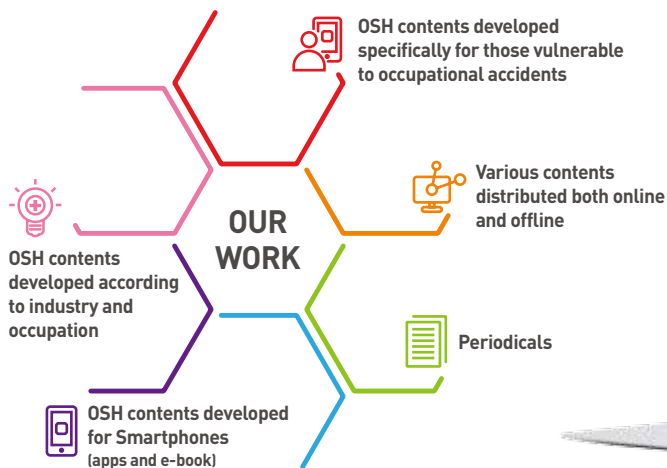 OSH contents developed
specifically for those vulnerable
to occupational accidents
Various contents
distributed both online
and offline
OUR
WORK
OSH contents
developed according
to industry and
occupation
Periodicals
OSH contents developed
for Smartphones
(apps and e-book)